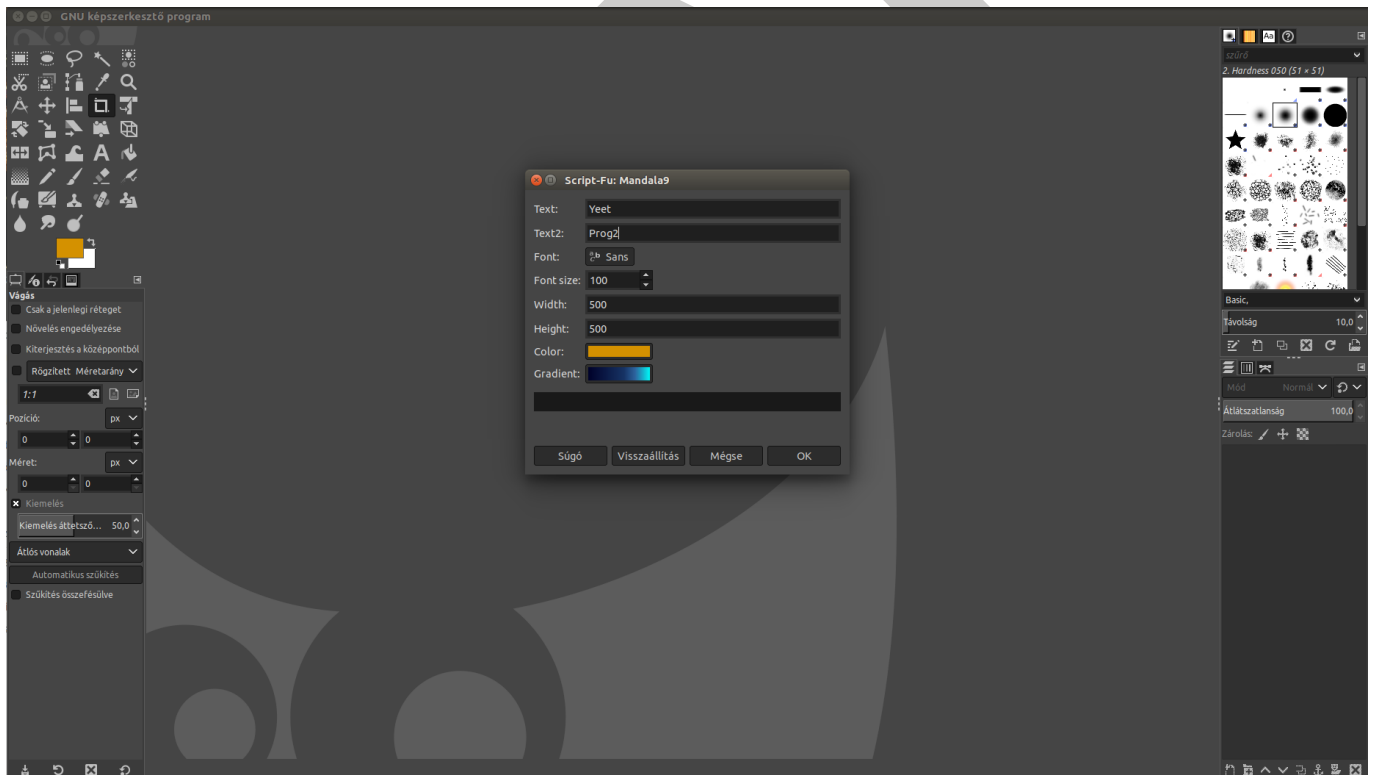 GNU képszerkesztő program
Vágás
Csak a jelenlegi réteget
Növelés engedélyezése
Kiterjesztés a középpontból
Rögzített Méretarány
1:1
Pozíció: px
0 0
Méret: px
0 0
Kiemelés
Kiemelés áttetsző... 50,0
Átlós vonalak
Automatikus szűkítés
Szűkítés összefésülve
Script-Fu: Mandala9
Text: Yeet
Text2: Prog2
Font: Sans
Font size: 100
Width: 500
Height: 500
Color:
Gradient:
Súgó Visszaállítás Mégse OK
Aa
szűrő
2. Hardness 050 (51 × 51)
Basic,
Távolság 10,0
Mód Normál
Átlátszatlanság 100,0
Zárolás: